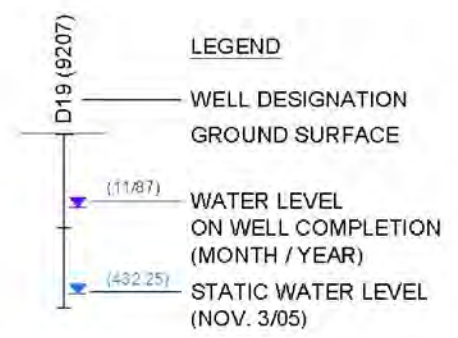 LEGEND
D19 (9207)
WELL DESIGNATION
GROUND SURFACE
(11/87)
WATER LEVEL
ON WELL COMPLETION
(MONTH / YEAR)
(432.25)
STATIC WATER LEVEL
(NOV. 3/05)